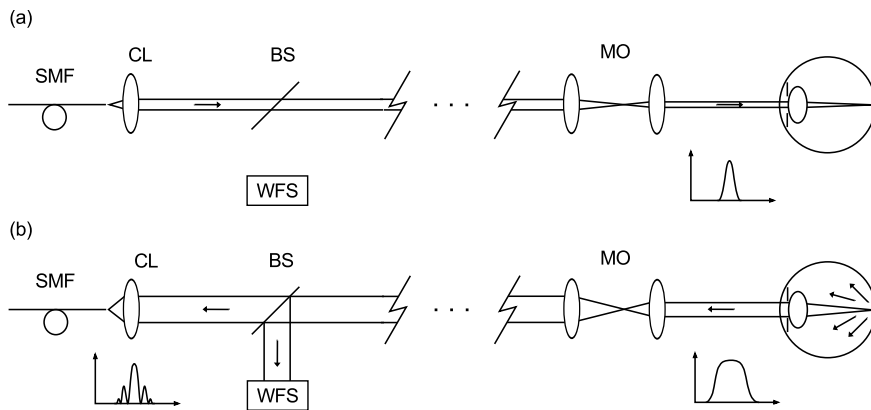 (a)
CL
BS
MO
SMF
. . .
WFS
(b)
CL
BS
MO
SMF
. . .
WFS